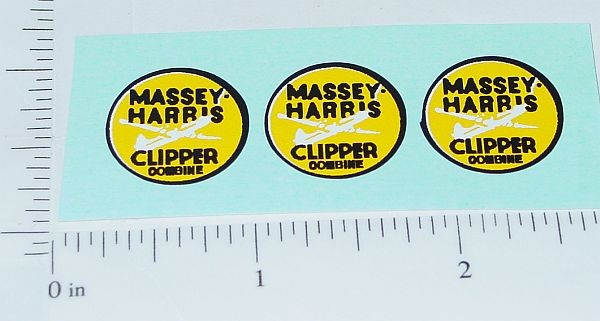 MASSEY-
HARRIS
CLIPPER
COMBINE
MASSEY-
HARRIS
CLIPPER
COMBINE
MASSEY-
HARRIS
CLIPPER
COMBINE
0 in 1 2